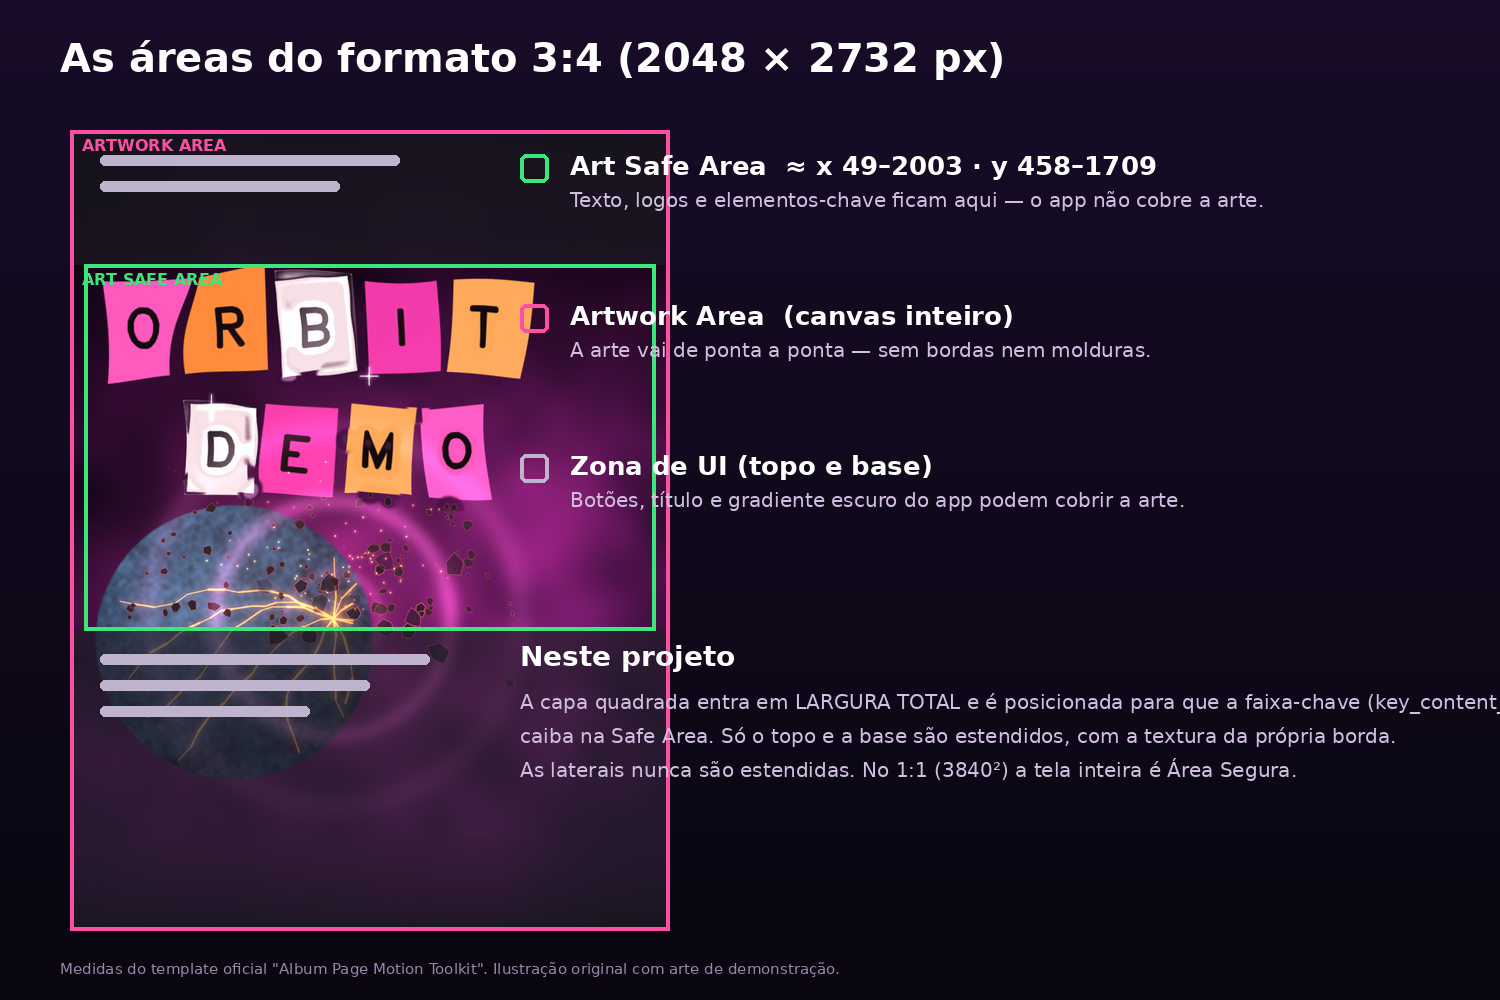 As áreas do formato 3:4 (2048 × 2732 px)
ARTWORK AREA
ART SAFE AREA
ORBIT
DEMO
Art Safe Area ≈ x 49–2003 · y 458–1709
Texto, logos e elementos-chave ficam aqui — o app não cobre a arte.
Artwork Area (canvas inteiro)
A arte vai de ponta a ponta — sem bordas nem molduras.
Zona de UI (topo e base)
Botões, título e gradiente escuro do app podem cobrir a arte.
Neste projeto
A capa quadrada entra em LARGURA TOTAL e é posicionada para que a faixa-chave (key_content_
caiba na Safe Area. Só o topo e a base são estendidos, com a textura da própria borda.
As laterais nunca são estendidas. No 1:1 (3840²) a tela inteira é Área Segura.
Medidas do template oficial "Album Page Motion Toolkit". Ilustração original com arte de demonstração.